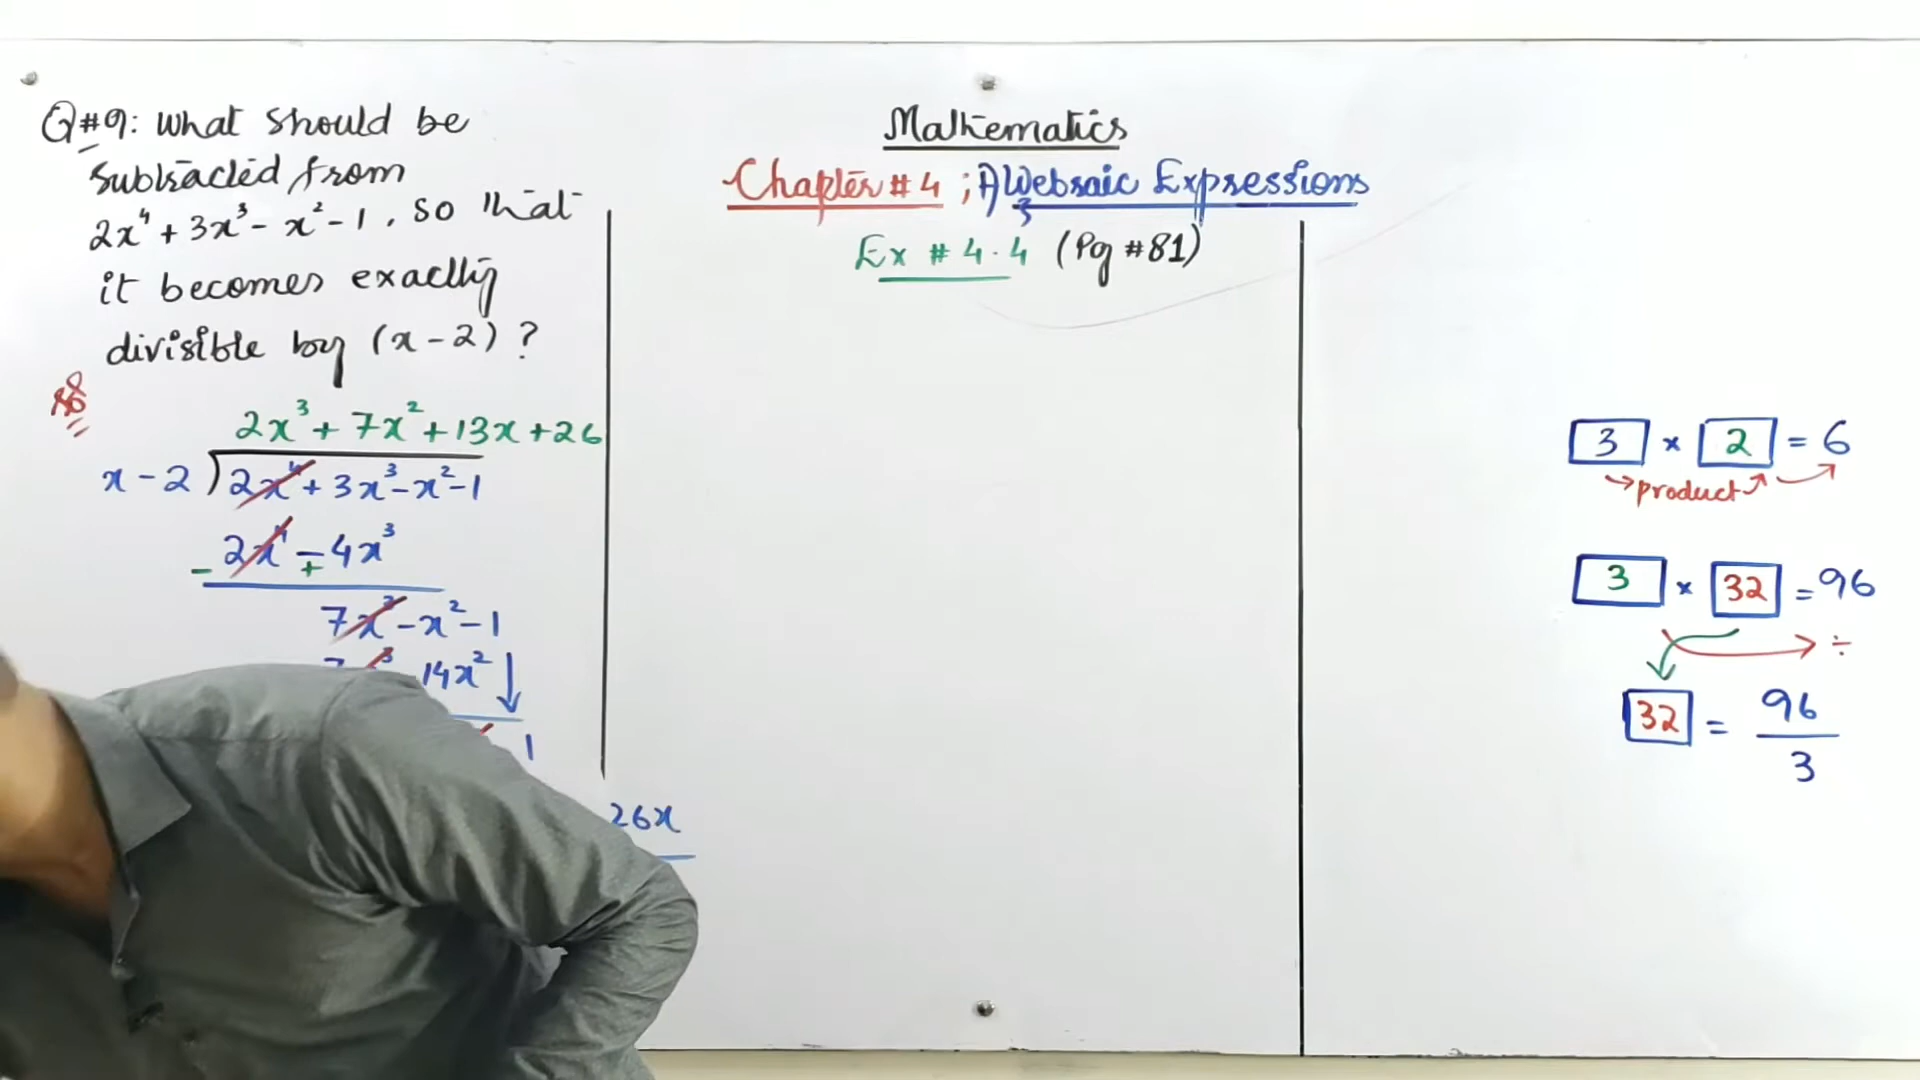 Q#9: What should be
subtracted from
2x⁴ + 3x³ - x² - 1, so that
it becomes exactly
divisible by (x - 2) ?
2x³ + 7x² + 13x + 26
x - 2 ) 2x⁴ + 3x³ - x² - 1
2x⁴ - 4x³
- +
7x³ - x² - 1
14x²
1
26x
Mathematics
Chapter # 4 ; Algebraic Expressions
Ex # 4.4 (Pg #81)
3 × 2 = 6
product
3 × 32 = 96
÷
32 = 96
3